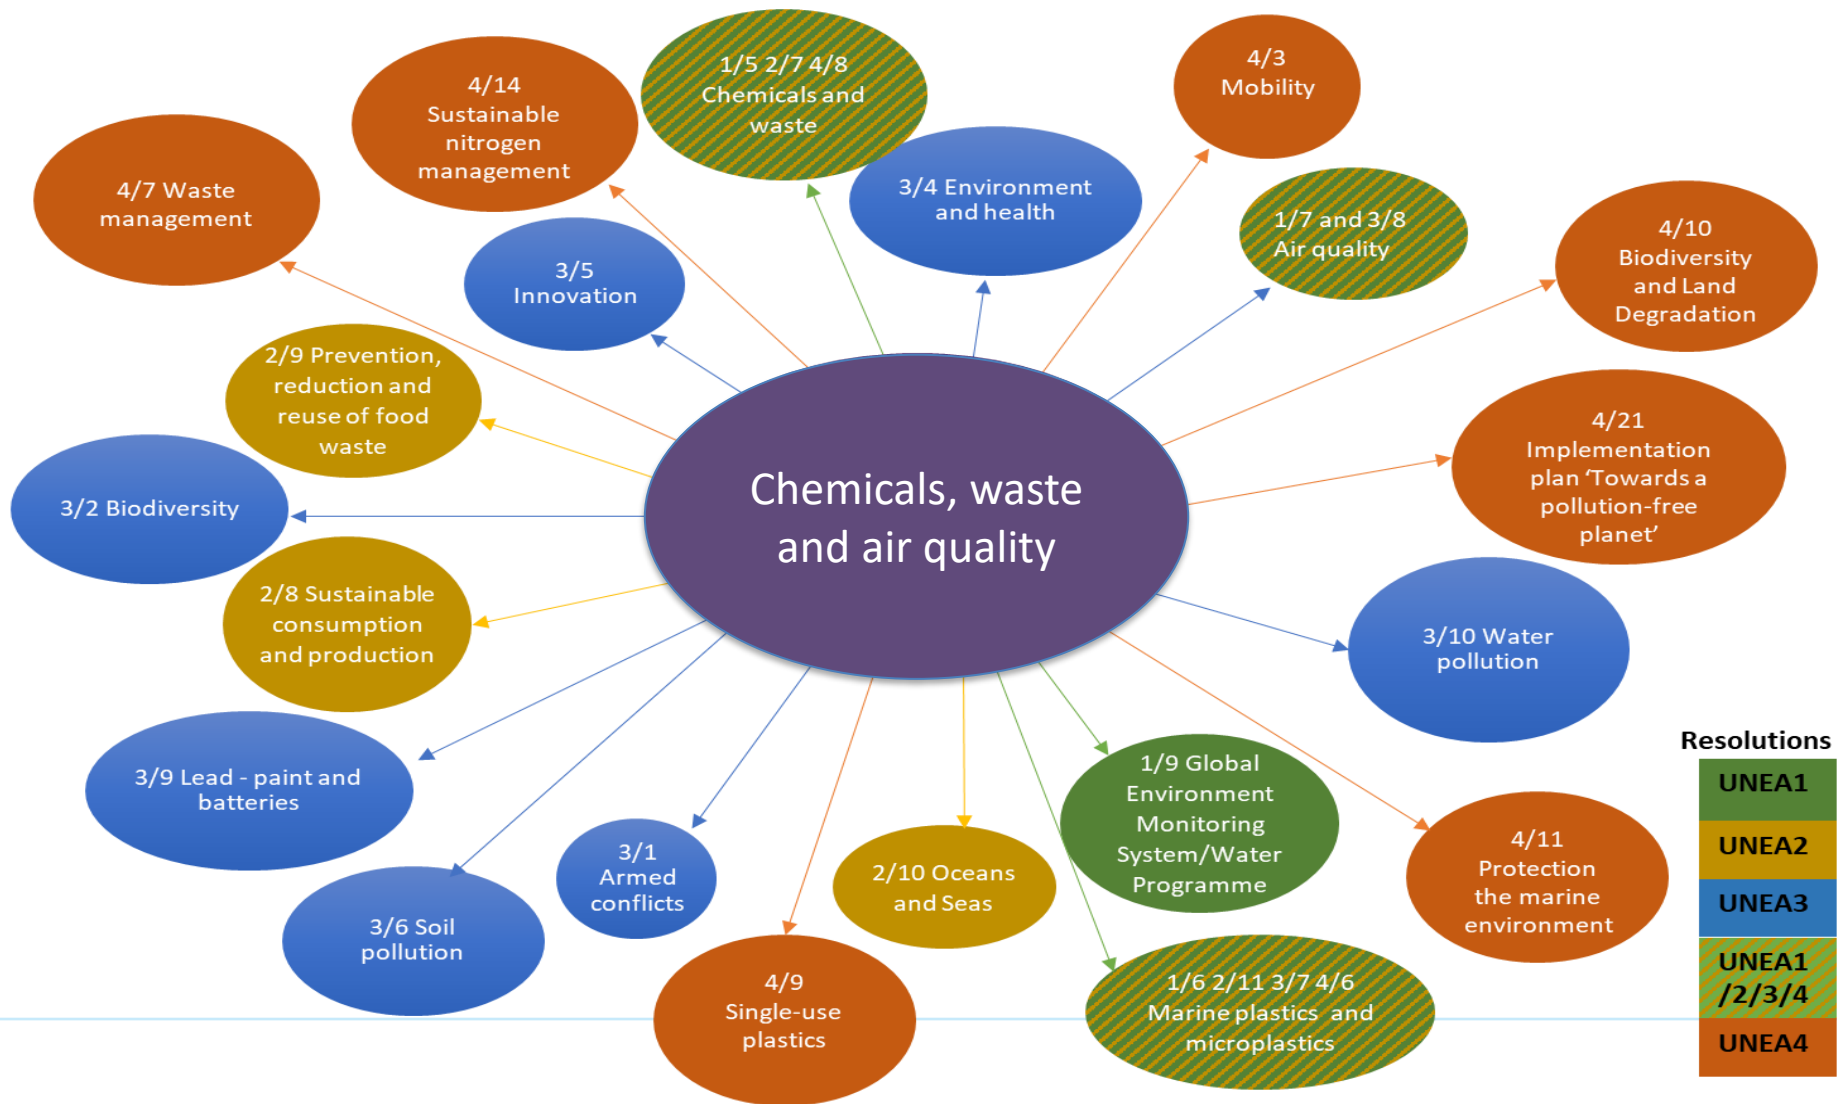 1/5 2/7 4/8
Chemicals and
waste
4/3
Mobility
4/14
Sustainable
nitrogen
management
4/7 Waste
management
3/4 Environment
and health
1/7 and 3/8
Air quality
4/10
Biodiversity
and Land
Degradation
3/5
Innovation
2/9 Prevention,
reduction and
reuse of food
waste
4/21
Implementation
plan ‘Towards a
pollution-free
planet’
3/2 Biodiversity
Chemicals, waste
and air quality
2/8 Sustainable
consumption
and production
3/10 Water
pollution
3/9 Lead - paint and
batteries
1/9 Global
Environment
Monitoring
System/Water
Programme
3/1
Armed
conflicts
2/10 Oceans
and Seas
4/11
Protection
the marine
environment
3/6 Soil
pollution
4/9
Single-use
plastics
1/6 2/11 3/7 4/6
Marine plastics and
microplastics
Resolutions
UNEA1
UNEA2
UNEA3
UNEA1
/2/3/4
UNEA4